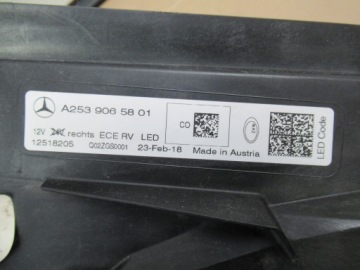 A253 906 58 01
12V 24V rechts ECE RV LED
CO
12518205 Q02ZGS0001 23-Feb-18 Made in Austria
LED Code